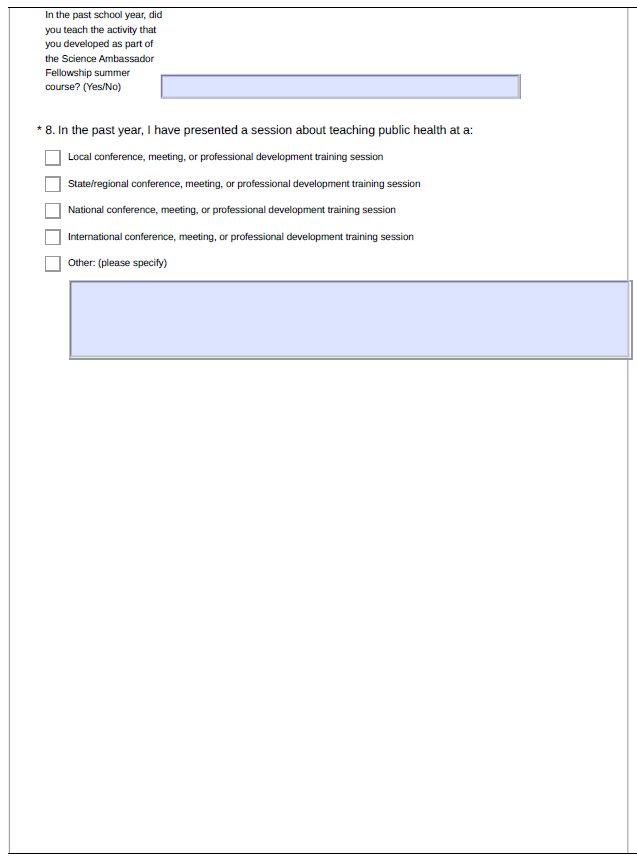 In the past school year, did
you teach the activity that
you developed as part of
the Science Ambassador
Fellowship summer
course? (Yes/No)
* 8. In the past year, I have presented a session about teaching public health at a:
Local conference, meeting, or professional development training session
State/regional conference, meeting, or professional development training session
National conference, meeting, or professional development training session
International conference, meeting, or professional development training session
Other: (please specify)